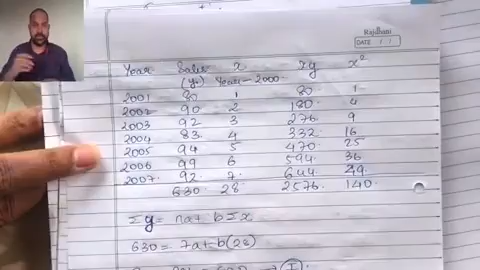 Rajdhani
DATE / /
Year Sales x xy x²
(y) Year - 2000
2001 80 1 80 1
2002 90 2 180 4
2003 92 3 276 9
2004 83 4 332 16
2005 94 5 470 25
2006 99 6 594 36
2007 92 7 644 49
630 28 2576 140
Σy = na + bΣx
630 = 7a + b(28)